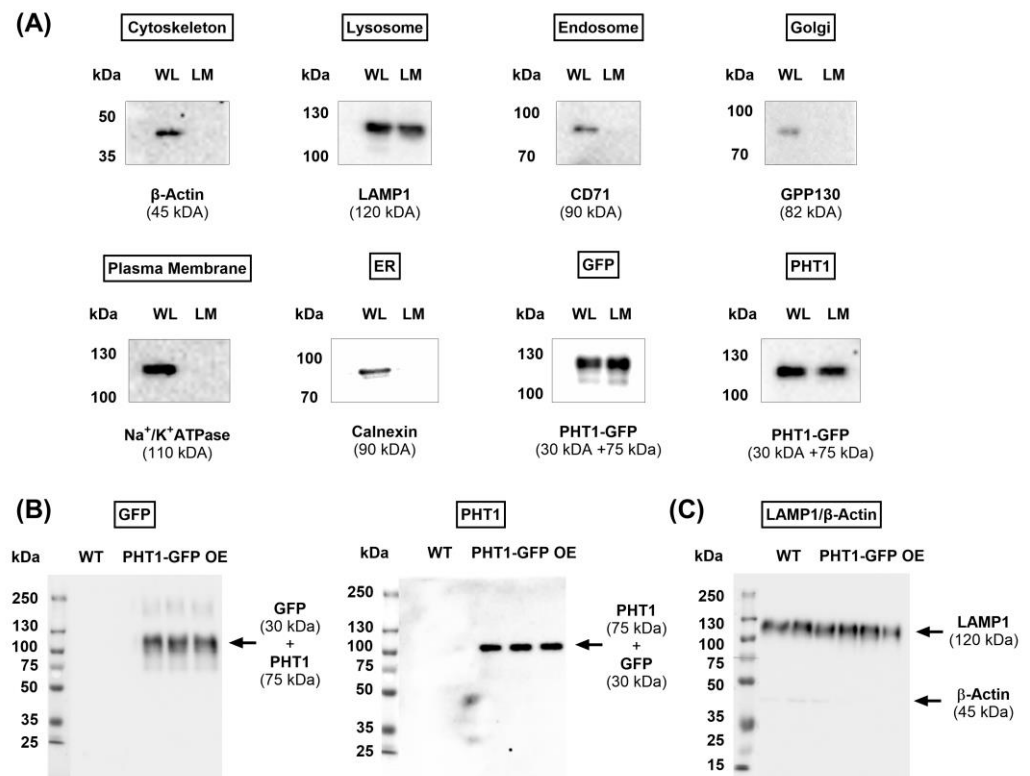 (A)
Cytoskeleton
Lysosome
Endosome
Golgi
kDa WL LM
kDa WL LM
kDa WL LM
kDa WL LM
50
35
130
100
100
70
100
70
β-Actin
(45 kDA)
LAMP1
(120 kDA)
CD71
(90 kDA)
GPP130
(82 kDA)
Plasma Membrane
ER
GFP
PHT1
kDa WL LM
kDa WL LM
kDa WL LM
kDa WL LM
130
100
100
70
130
100
130
100
Na+/K+ATPase
(110 kDA)
Calnexin
(90 kDA)
PHT1-GFP
(30 kDA +75 kDa)
PHT1-GFP
(30 kDA +75 kDa)
(B)
GFP
kDa WT PHT1-GFP OE
250
130
100
75
50
35
25
GFP
(30 kDa)
+
PHT1
(75 kDa)
PHT1
kDa WT PHT1-GFP OE
250
130
100
75
50
35
25
PHT1
(75 kDa)
+
GFP
(30 kDa)
(C)
LAMP1/β-Actin
kDa WT PHT1-GFP OE
250
130
100
75
50
35
25
15
LAMP1
(120 kDa)
β-Actin
(45 kDa)